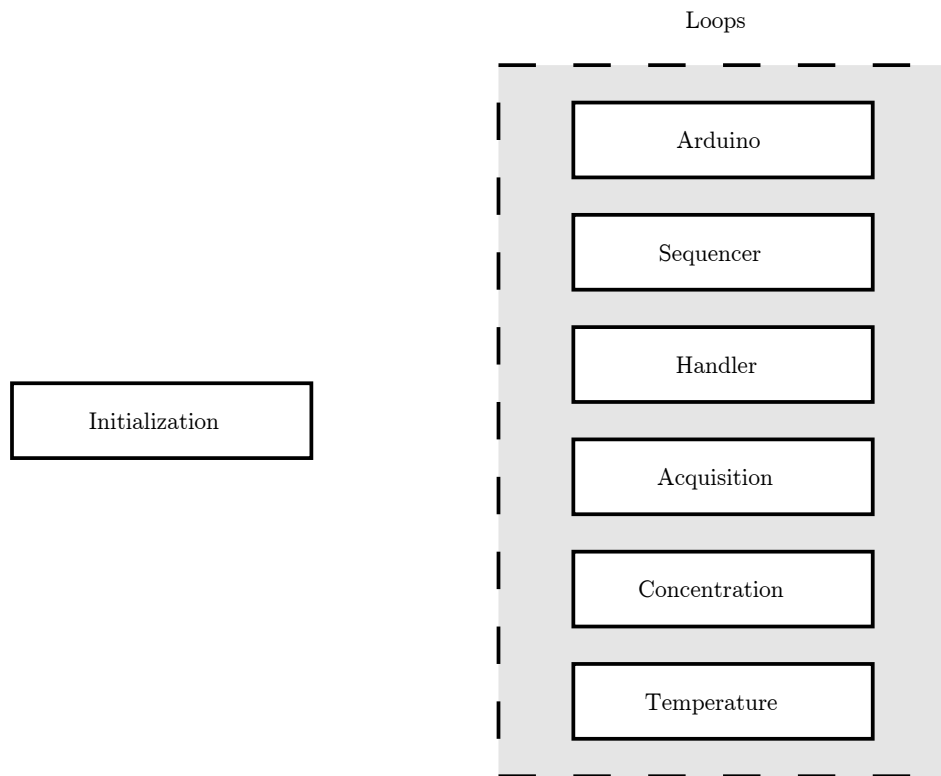 Loops
Arduino
Sequencer
Handler
Initialization
Acquisition
Concentration
Temperature